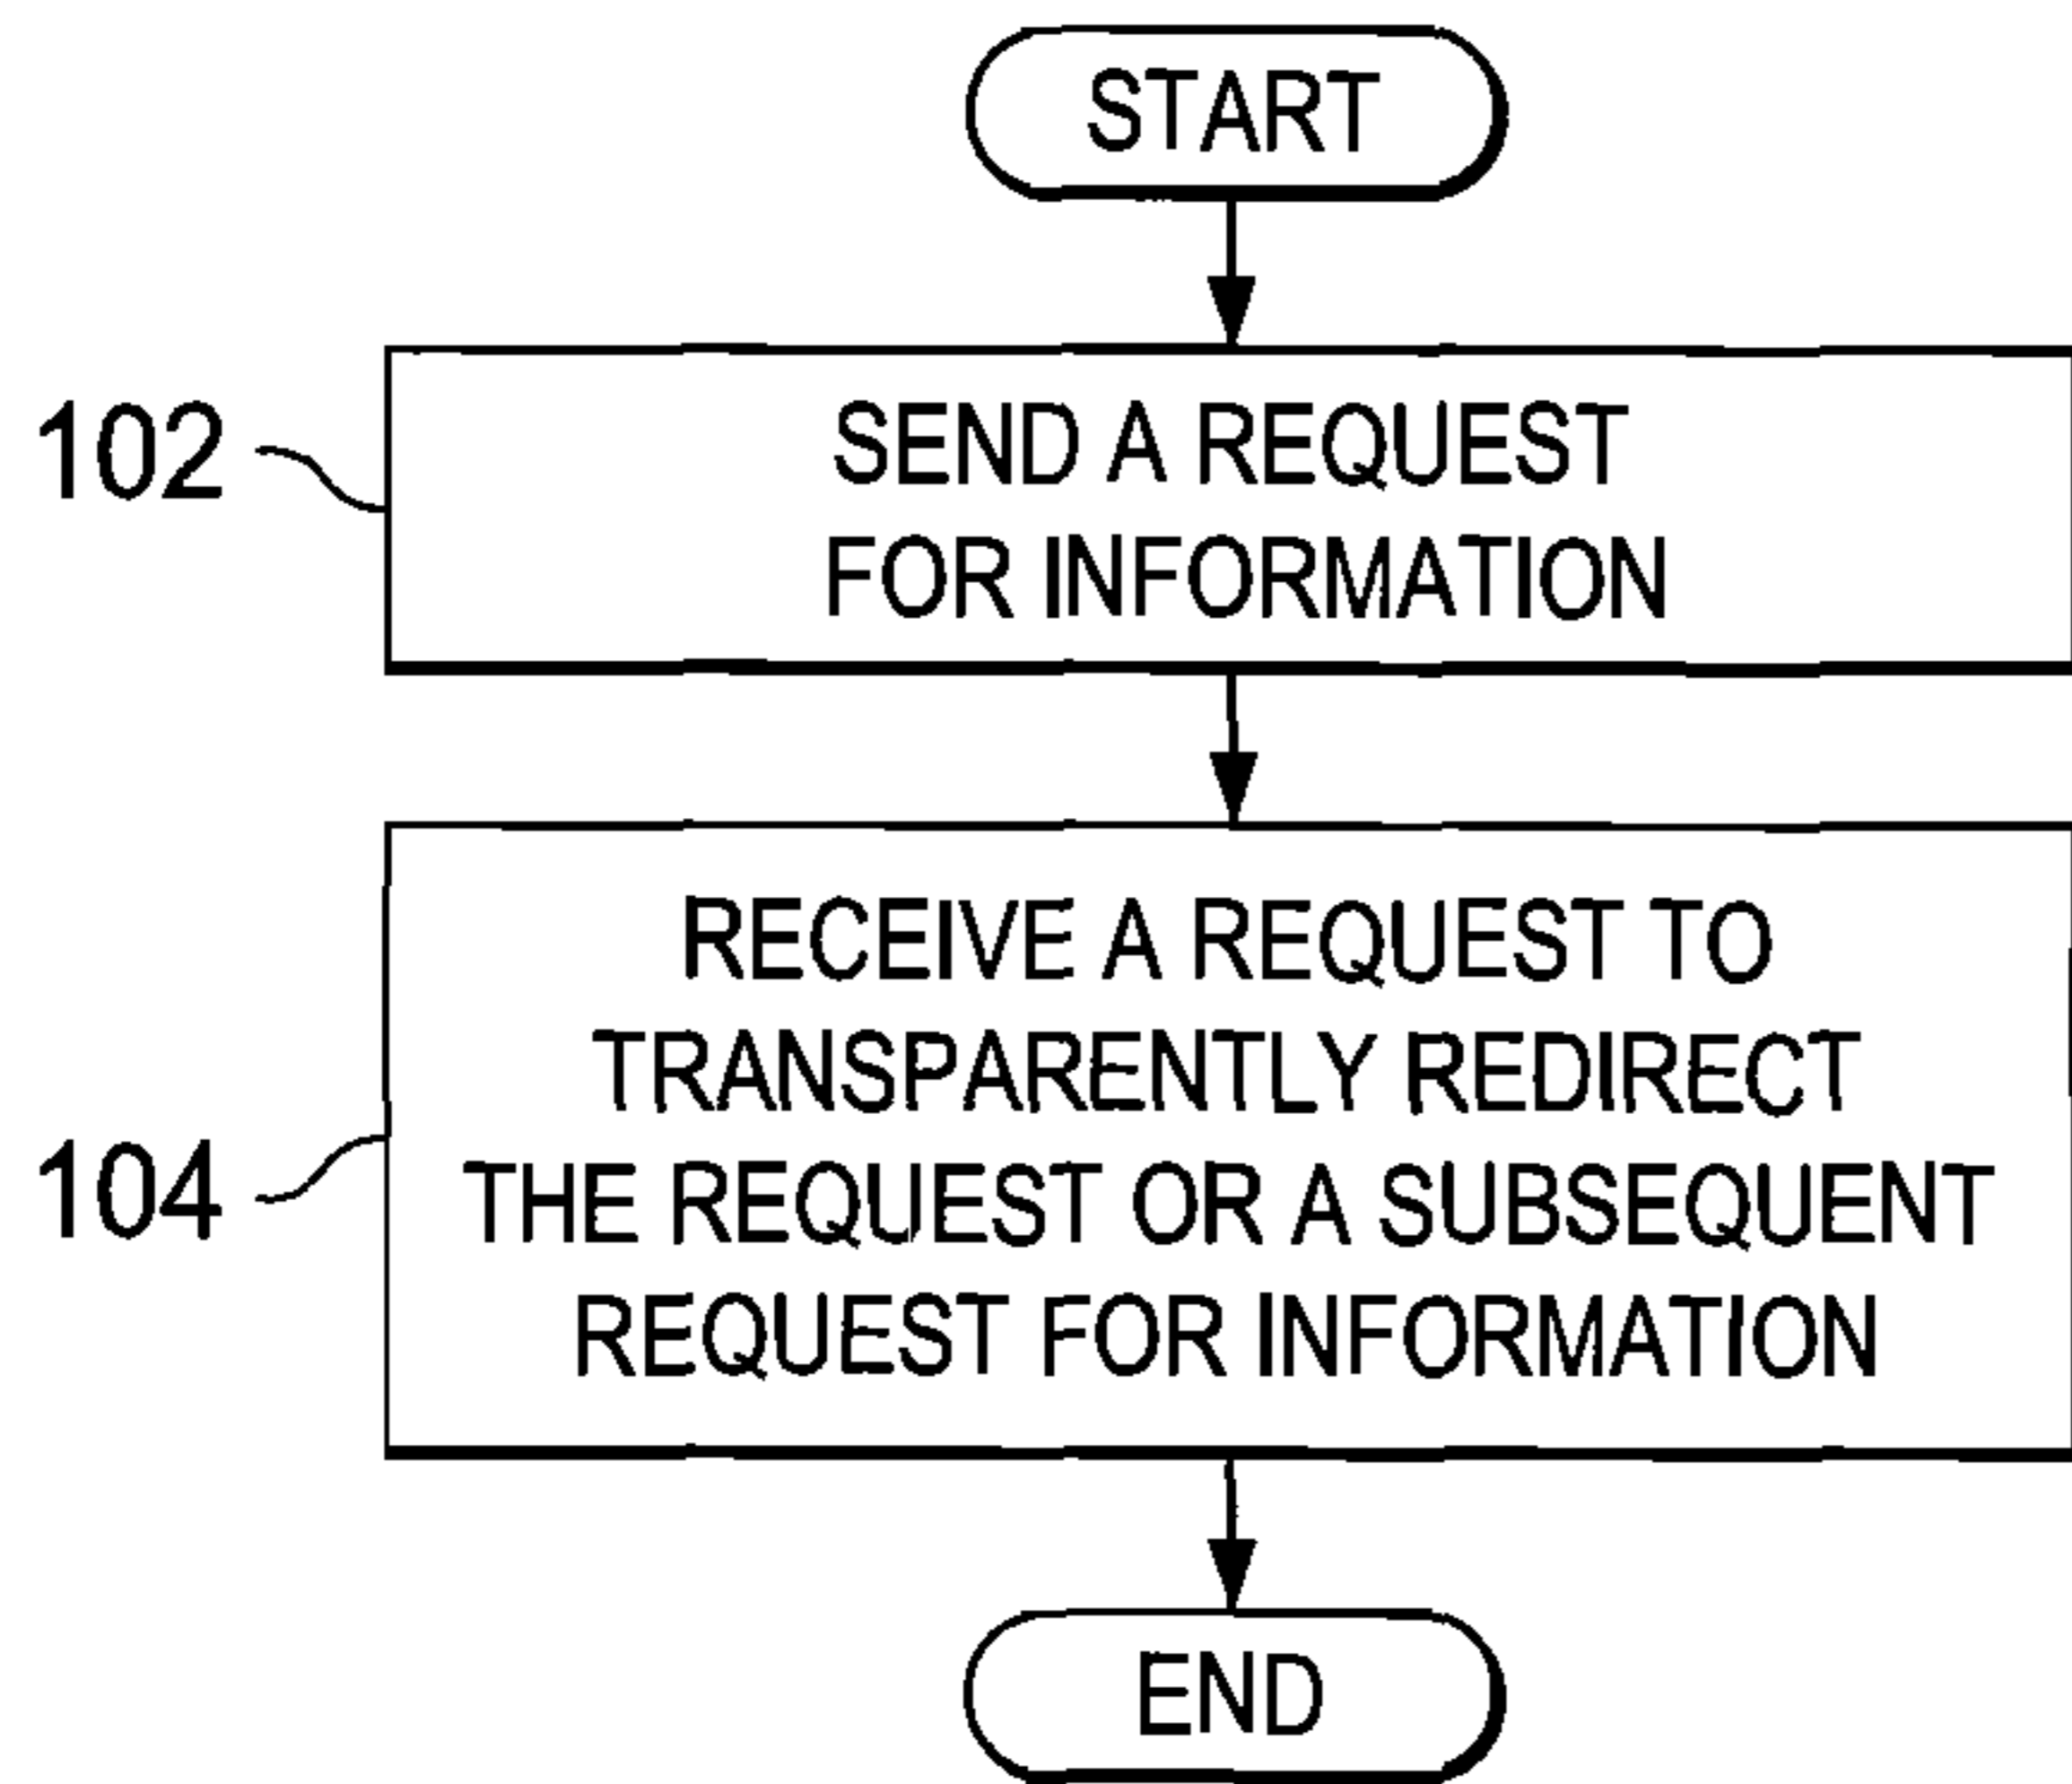 START
102
SEND A REQUEST
FOR INFORMATION
104
RECEIVE A REQUEST TO
TRANSPARENTLY REDIRECT
THE REQUEST OR A SUBSEQUENT
REQUEST FOR INFORMATION
END